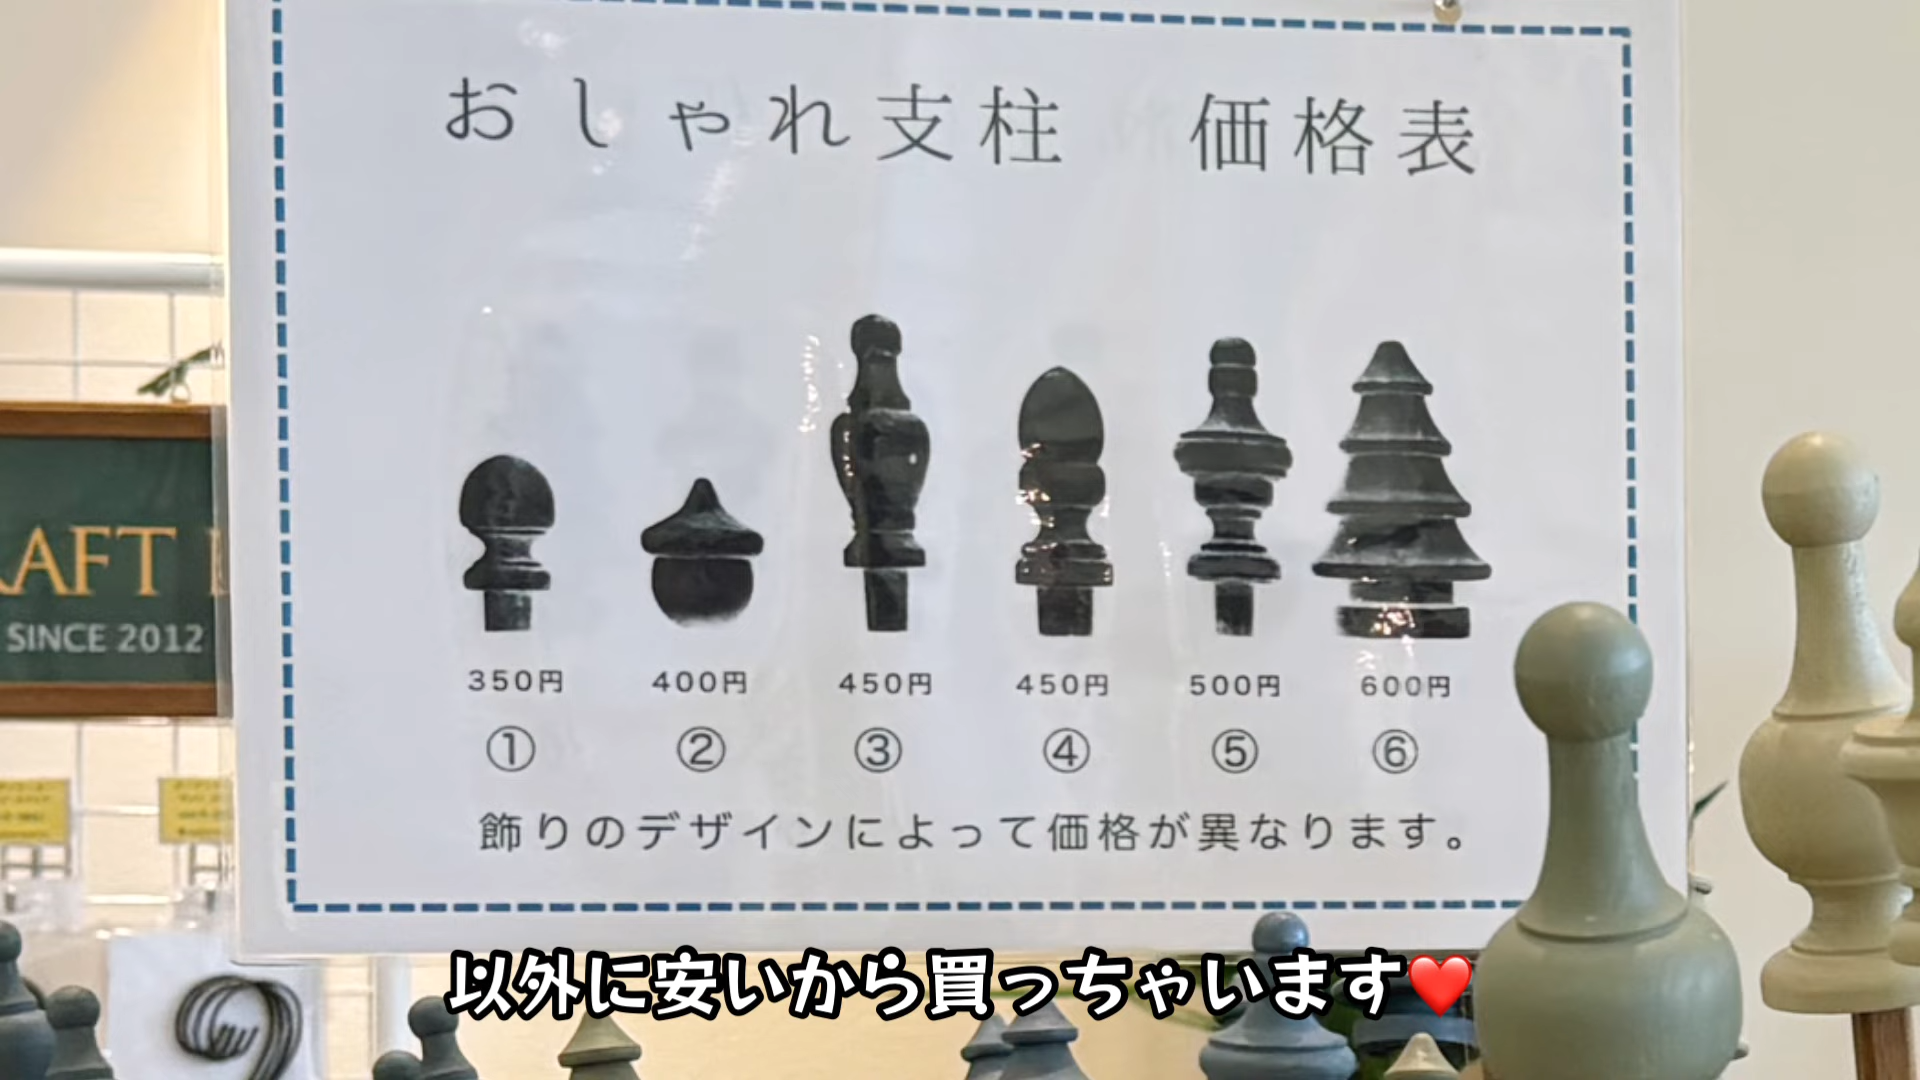 おしゃれ支柱 価格表
AFT
SINCE 2012
350円 400円 450円 450円 500円 600円
① ② ③ ④ ⑤ ⑥
飾りのデザインによって価格が異なります。
以外に安いから買っちゃいます❤️